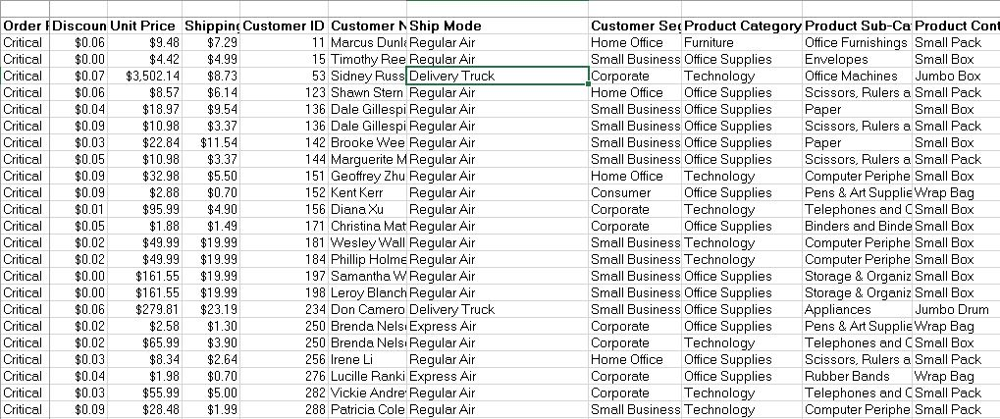 Order Discoun Unit Price Shipping Customer ID Customer N Ship Mode Customer Seg Product Category Product Sub-Ca Product Cont
Critical $0.06 $9.48 $7.29 11 Marcus Dunl Regular Air Home Office Furniture Office Furnishings Small Pack
Critical $0.00 $4.42 $4.99 15 Timothy Ree Regular Air Small Business Office Supplies Envelopes Small Box
Critical $0.07 $3,502.14 $8.73 53 Sidney Russ Delivery Truck Corporate Technology Office Machines Jumbo Box
Critical $0.06 $8.57 $6.14 123 Shawn Stern Regular Air Home Office Office Supplies Scissors, Rulers a Small Pack
Critical $0.04 $18.97 $9.54 136 Dale Gillespi Regular Air Small Business Office Supplies Paper Small Box
Critical $0.09 $10.98 $3.37 136 Dale Gillespi Regular Air Small Business Office Supplies Scissors, Rulers a Small Pack
Critical $0.03 $22.84 $11.54 142 Brooke Wee Regular Air Small Business Office Supplies Paper Small Box
Critical $0.05 $10.98 $3.37 144 Marguerite M Regular Air Small Business Office Supplies Scissors, Rulers a Small Pack
Critical $0.09 $32.98 $5.50 151 Geoffrey Zhu Regular Air Home Office Technology Computer Periphe Small Box
Critical $0.09 $2.88 $0.70 152 Kent Kerr Regular Air Consumer Office Supplies Pens & Art Supplie Wrap Bag
Critical $0.01 $95.99 $4.90 156 Diana Xu Regular Air Corporate Technology Telephones and C Small Box
Critical $0.05 $1.88 $1.49 171 Christina Mat Regular Air Corporate Office Supplies Binders and Binde Small Box
Critical $0.02 $49.99 $19.99 181 Wesley Wall Regular Air Small Business Technology Computer Periphe Small Box
Critical $0.02 $49.99 $19.99 184 Phillip Holme Regular Air Small Business Technology Computer Periphe Small Box
Critical $0.00 $161.55 $19.99 197 Samantha W Regular Air Small Business Office Supplies Storage & Organiz Small Box
Critical $0.00 $161.55 $19.99 198 Leroy Blanch Regular Air Small Business Office Supplies Storage & Organiz Small Box
Critical $0.06 $279.81 $23.19 234 Don Camero Delivery Truck Small Business Office Supplies Appliances Jumbo Drum
Critical $0.02 $2.58 $1.30 250 Brenda Nels Express Air Corporate Office Supplies Pens & Art Supplie Wrap Bag
Critical $0.02 $65.99 $3.90 250 Brenda Nels Regular Air Corporate Technology Telephones and C Small Box
Critical $0.03 $8.34 $2.64 256 Irene Li Regular Air Home Office Office Supplies Scissors, Rulers a Small Pack
Critical $0.04 $1.98 $0.70 276 Lucille Ranki Express Air Corporate Office Supplies Rubber Bands Wrap Bag
Critical $0.03 $55.99 $5.00 282 Vickie Andre Regular Air Corporate Technology Telephones and C Small Pack
Critical $0.09 $28.48 $1.99 288 Patricia Cole Regular Air Small Business Technology Computer Periphe Small Pack